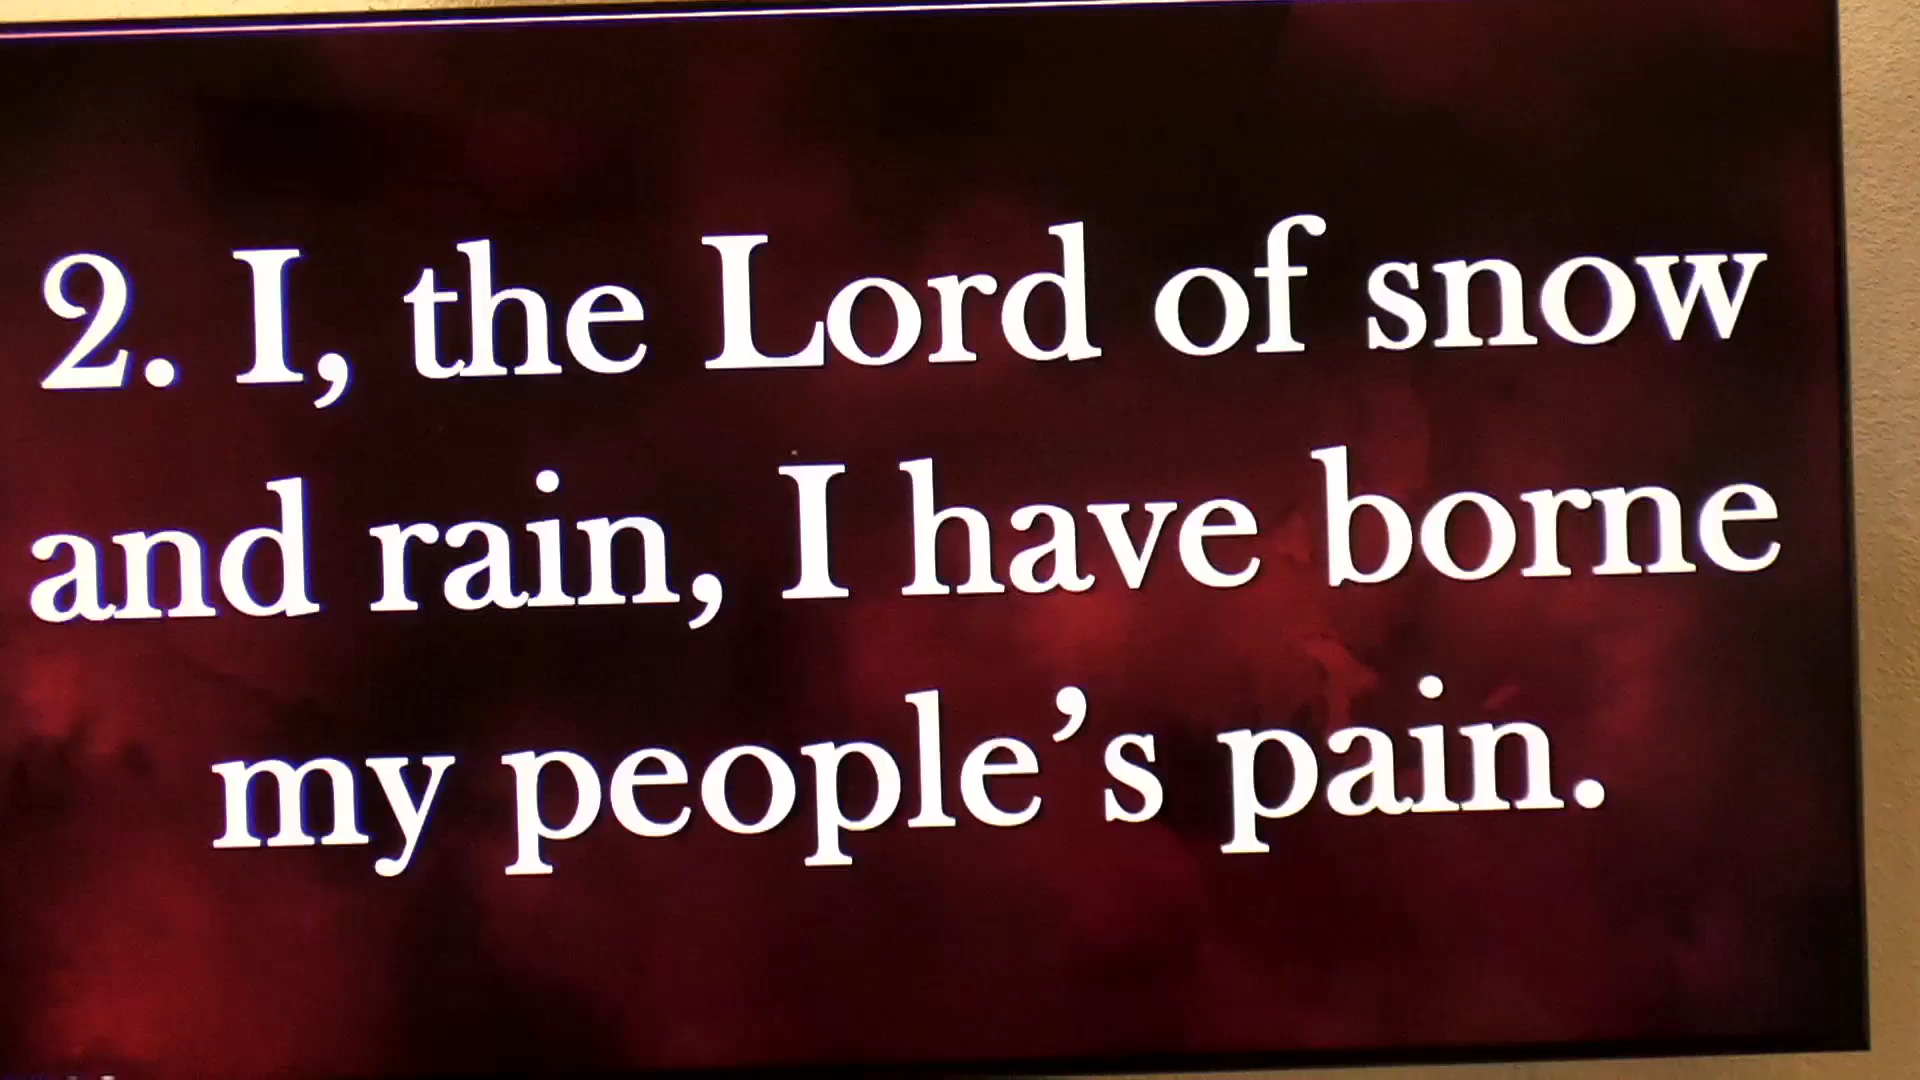 2. I, the Lord of snow
and rain, I have borne
my people’s pain.